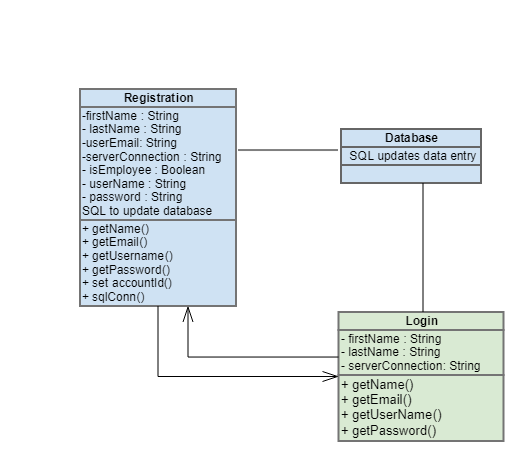 Registration
-firstName : String
- lastName : String
-userEmail: String
-serverConnection : String
- isEmployee : Boolean
- userName : String
- password : String
SQL to update database
+ getName()
+ getEmail()
+ getUsername()
+ getPassword()
+ set accountId()
+ sqlConn()
Database
SQL updates data entry
Login
- firstName : String
- lastName : String
- serverConnection: String
+ getName()
+ getEmail()
+ getUserName()
+ getPassword()